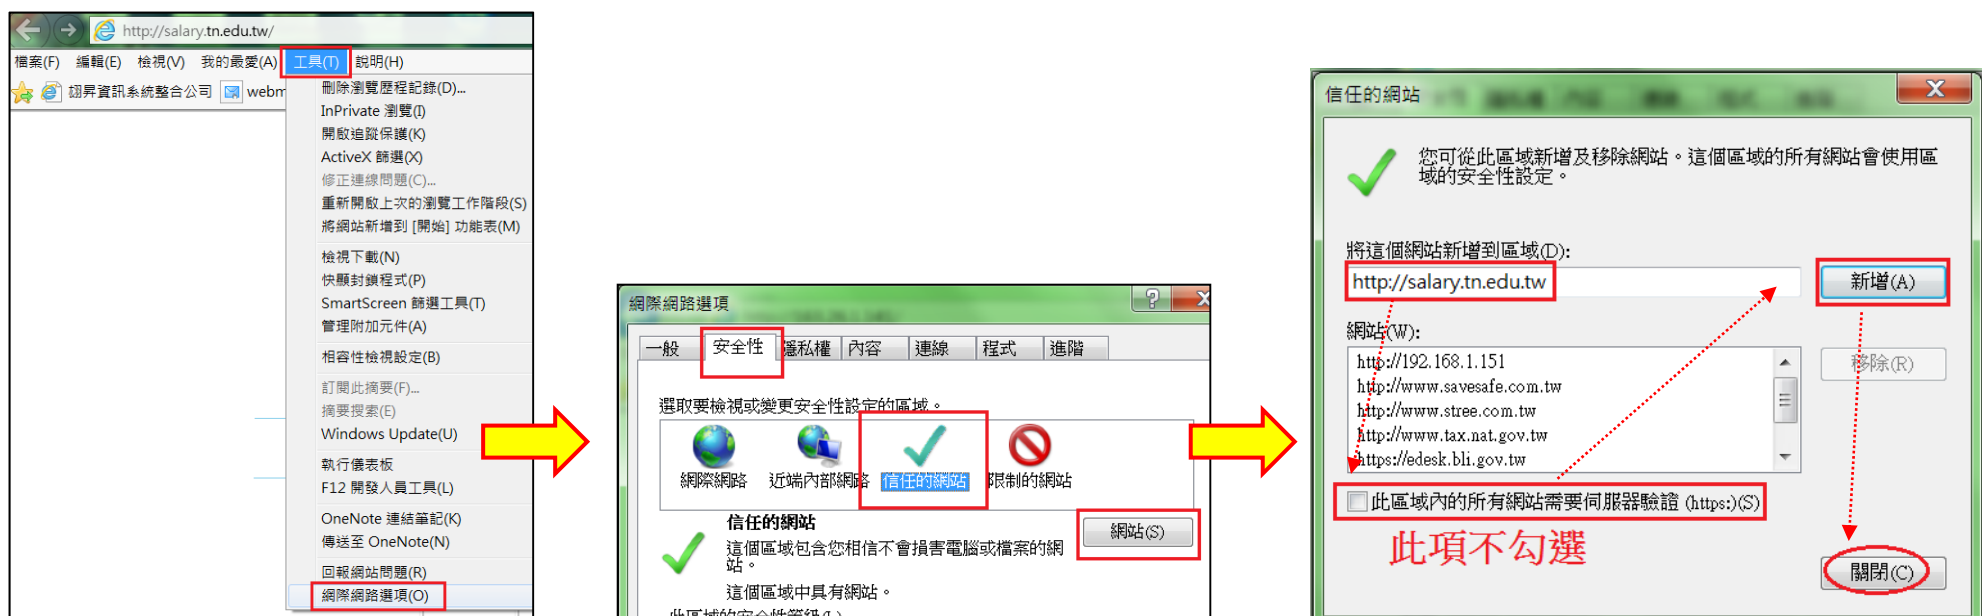 http://salary.tn.edu.tw/
檔案(F) 編輯(E) 檢視(V) 我的最愛(A) 工具(T) 說明(H)
翃昇資訊系統整合公司 webm
刪除瀏覽歷程記錄(D)...
InPrivate 瀏覽(I)
開啟追蹤保護(K)
ActiveX 篩選(X)
修正連線問題(C)...
重新開啟上次的瀏覽工作階段(S)
將網站新增到 [開始] 功能表(M)
檢視下載(N)
快顯封鎖程式(P)
SmartScreen 篩選工具(T)
管理附加元件(A)
相容性檢視設定(B)
訂閱此摘要(F)...
摘要搜索(E)
Windows Update(U)
執行儀表板
F12 開發人員工具(L)
OneNote 連結筆記(K)
傳送至 OneNote(N)
回報網站問題(R)
網際網路選項(O)
網際網路選項
一般 安全性 隱私權 內容 連線 程式 進階
選取要檢視或變更安全性設定的區域。
網際網路 近端內部網路 信任的網站 限制的網站
信任的網站
網站(S)
這個區域包含您相信不會損害電腦或檔案的網
站。
這個區域中具有網站。
此區域的安全性等級(L)
信任的網站
您可從此區域新增及移除網站。這個區域的所有網站會使用區
域的安全性設定。
將這個網站新增到區域(D):
http://salary.tn.edu.tw
新增(A)
網站(W):
http://192.168.1.151
http://www.savesafe.com.tw
http://www.stree.com.tw
http://www.tax.nat.gov.tw
https://edesk.bli.gov.tw
移除(R)
此區域內的所有網站需要伺服器驗證 (https:)(S)
此項不勾選
關閉(C)